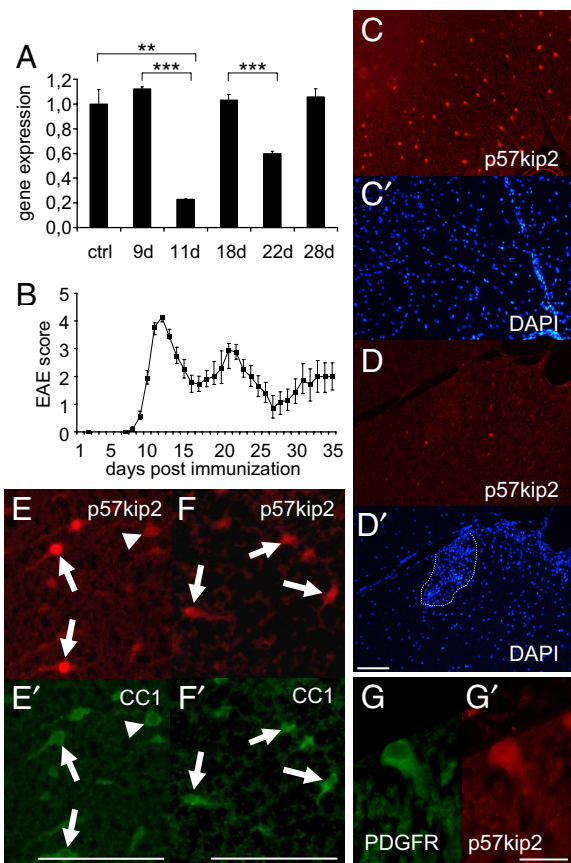 A
** 
*** ***
gene expression
1,2
1,0
0,8
0,6
0,4
0,2
0,0
ctrl 9d 11d 18d 22d 28d
B
EAE score
5
4
3
2
1
0
1 5 10 15 20 25 30 35
days post immunization
C
p57kip2
C′
DAPI
D
p57kip2
D′
DAPI
E p57kip2
F p57kip2
E′ CC1
F′ CC1
G
PDGFR
G′
p57kip2